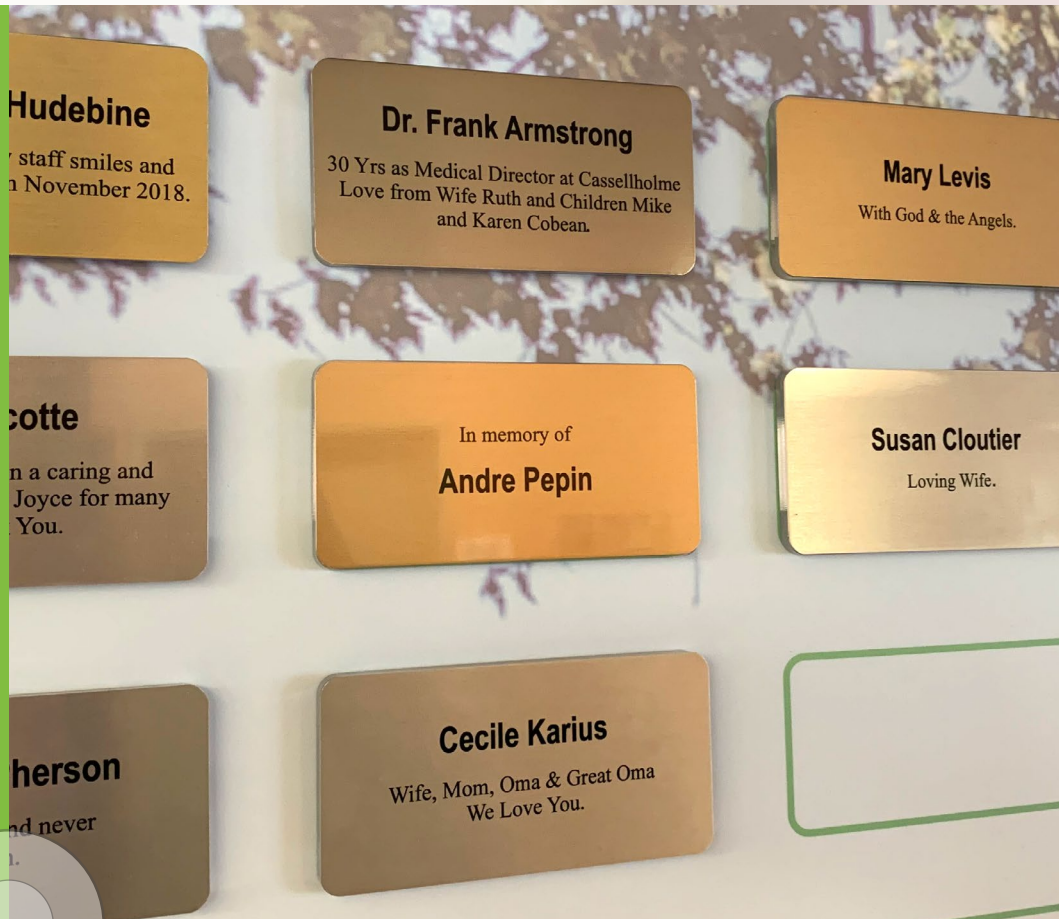 Hudebine
staff smiles and
November 2018.
Dr. Frank Armstrong
30 Yrs as Medical Director at Cassellholme
Love from Wife Ruth and Children Mike
and Karen Cobean.
Mary Levis
With God & the Angels.
cotte
n a caring and
Joyce for many
You.
In memory of
Andre Pepin
Susan Cloutier
Loving Wife.
herson
nd never
Cecile Karius
Wife, Mom, Oma & Great Oma
We Love You.